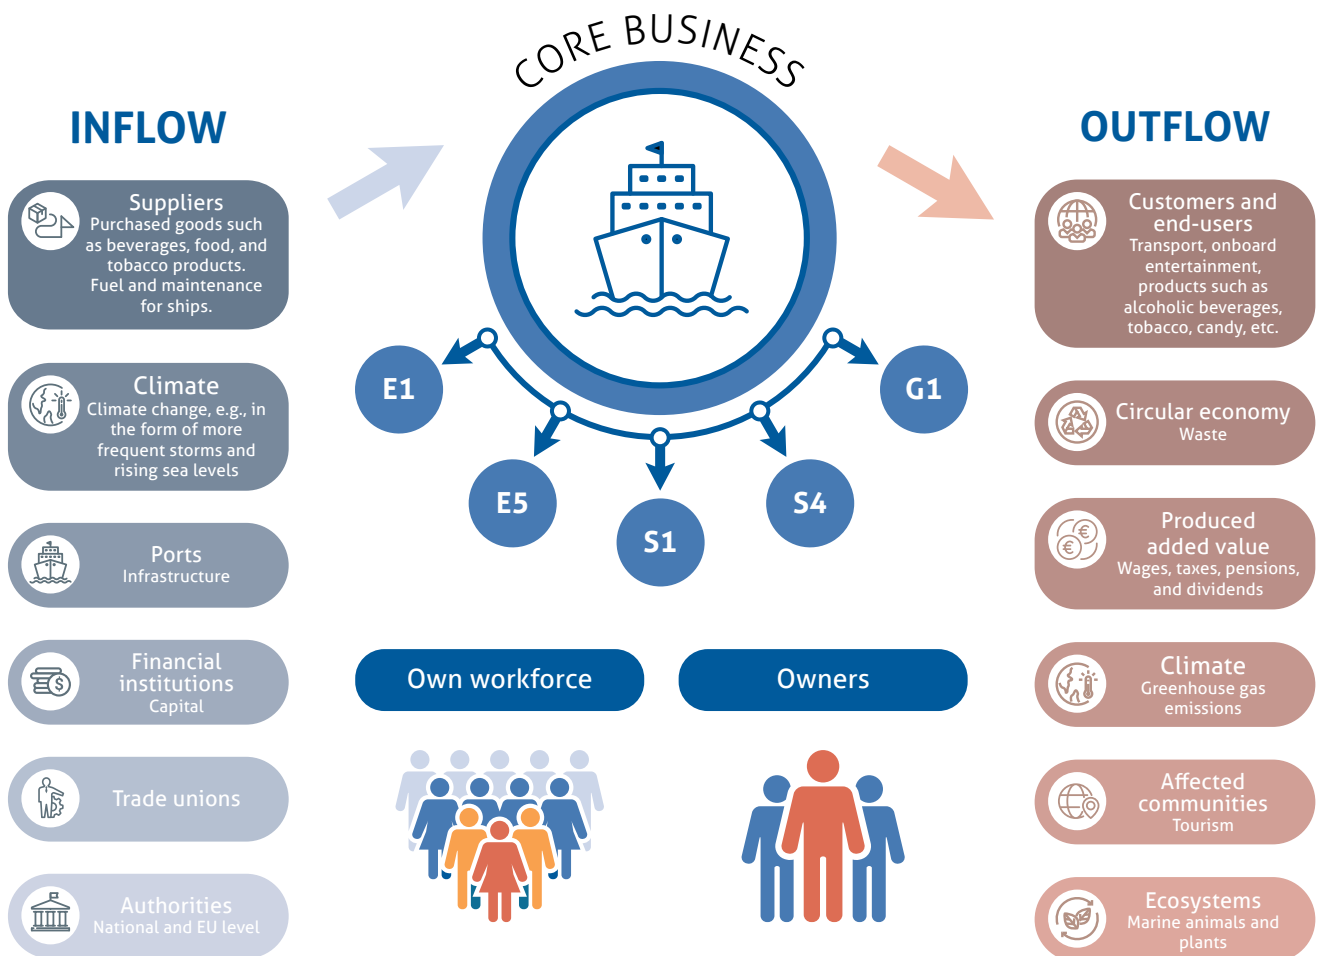 CORE BUSINESS
INFLOW
Suppliers
Purchased goods such
as beverages, food, and
tobacco products.
Fuel and maintenance
for ships.
Climate
Climate change, e.g., in
the form of more
frequent storms and
rising sea levels
Ports
Infrastructure
Financial
institutions
Capital
Trade unions
Authorities
National and EU level
E1
E5
S1
S4
G1
Own workforce
Owners
OUTFLOW
Customers and
end-users
Transport, onboard
entertainment,
products such as
alcoholic beverages,
tobacco, candy, etc.
Circular economy
Waste
Produced
added value
Wages, taxes, pensions,
and dividends
Climate
Greenhouse gas
emissions
Affected
communities
Tourism
Ecosystems
Marine animals and
plants